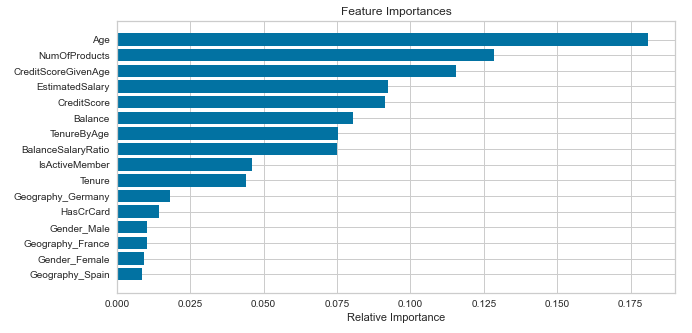 Feature Importances
Age
NumOfProducts
CreditScoreGivenAge
EstimatedSalary
CreditScore
Balance
TenureByAge
BalanceSalaryRatio
IsActiveMember
Tenure
Geography_Germany
HasCrCard
Gender_Male
Geography_France
Gender_Female
Geography_Spain
0.000 0.025 0.050 0.075 0.100 0.125 0.150 0.175
Relative Importance